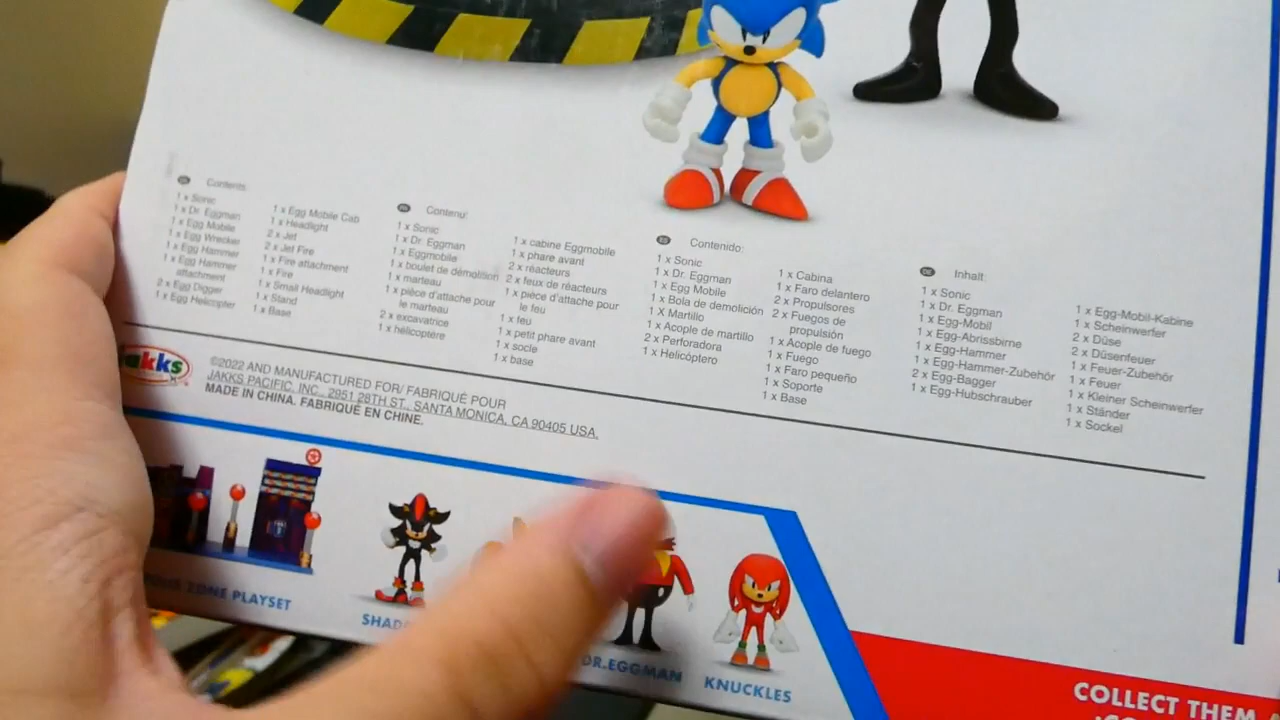 Contents:
1 x Sonic
1 x Dr. Eggman
1 x Egg Mobile
1 x Egg Wrecker
1 x Egg Hammer
1 x Egg Hammer
attachment
2 x Egg Digger
1 x Egg Helicopter
1 x Egg Mobile Cab
1 x Headlight
2 x Jet
2 x Jet Fire
1 x Fire attachment
1 x Fire
1 x Small Headlight
1 x Stand
1 x Base
Contenu:
1 x Sonic
1 x Dr. Eggman
1 x Eggmobile
1 x boulet de démolition
1 x marteau
1 x pièce d'attache pour
le marteau
2 x excavatrice
1 x hélicoptère
1 x cabine Eggmobile
1 x phare avant
2 x réacteurs
2 x feux de réacteurs
1 x pièce d'attache pour
le feu
1 x feu
1 x petit phare avant
1 x socle
1 x base
ES Contenido:
1 x Sonic
1 x Dr. Eggman
1 x Egg Mobile
1 x Bola de demolición
1 X Martillo
1 x Acople de martillo
2 x Perforadora
1 x Helicóptero
1 x Cabina
1 x Faro delantero
2 x Propulsores
2 x Fuegos de
propulsión
1 x Acople de fuego
1 x Fuego
1 x Faro pequeño
1 x Soporte
1 x Base
DE Inhalt:
1 x Sonic
1 x Dr. Eggman
1 x Egg-Mobil
1 x Egg-Abrissbirne
1 x Egg-Hammer
1 x Egg-Hammer-Zubehör
2 x Egg-Bagger
1 x Egg-Hubschrauber
1 x Egg-Mobil-Kabine
1 x Scheinwerfer
2 x Düse
2 x Düsenfeuer
1 x Feuer-Zubehör
1 x Feuer
1 x Kleiner Scheinwerfer
1 x Ständer
1 x Sockel
jakks
©2022 AND MANUFACTURED FOR/ FABRIQUÉ POUR
JAKKS PACIFIC, INC., 2951 28TH ST., SANTA MONICA, CA 90405 USA.
MADE IN CHINA. FABRIQUÉ EN CHINE.
ZONE PLAYSET
DR.EGGMAN
KNUCKLES
COLLECT THEM